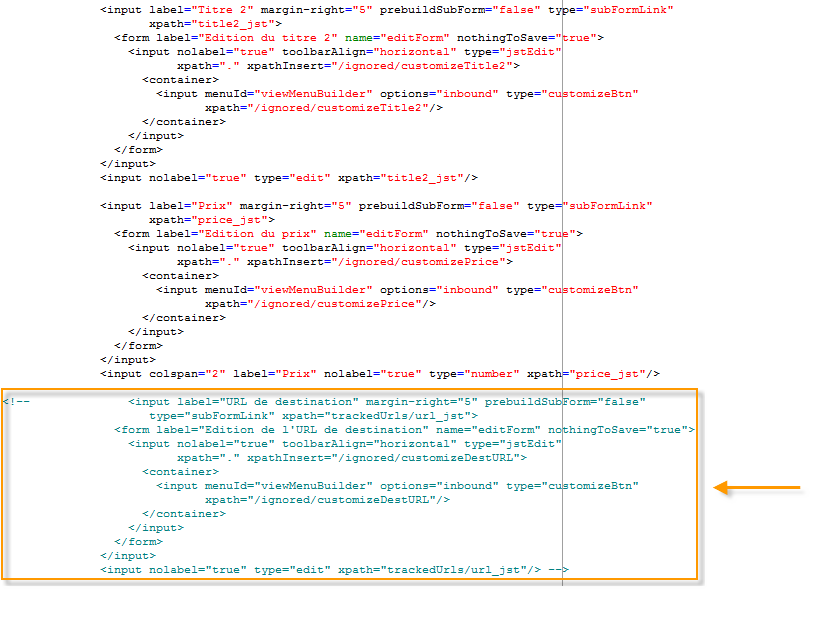 <input label="Titre 2" margin-right="5" prebuildSubForm="false" type="subFormLink"
xpath="title2_jst">
<form label="Edition du titre 2" name="editForm" nothingToSave="true">
<input nolabel="true" toolbarAlign="horizontal" type="jstEdit"
xpath="." xpathInsert="/ignored/customizeTitle2">
<container>
<input menuId="viewMenuBuilder" options="inbound" type="customizeBtn"
xpath="/ignored/customizeTitle2"/>
</container>
</input>
</form>
</input>
<input nolabel="true" type="edit" xpath="title2_jst"/>
<input label="Prix" margin-right="5" prebuildSubForm="false" type="subFormLink"
xpath="price_jst">
<form label="Edition du prix" name="editForm" nothingToSave="true">
<input nolabel="true" toolbarAlign="horizontal" type="jstEdit"
xpath="." xpathInsert="/ignored/customizePrice">
<container>
<input menuId="viewMenuBuilder" options="inbound" type="customizeBtn"
xpath="/ignored/customizePrice"/>
</container>
</input>
</form>
</input>
<input colspan="2" label="Prix" nolabel="true" type="number" xpath="price_jst"/>
<!-- <input label="URL de destination" margin-right="5" prebuildSubForm="false"
type="subFormLink" xpath="trackedUrls/url_jst">
<form label="Edition de l'URL de destination" name="editForm" nothingToSave="true">
<input nolabel="true" toolbarAlign="horizontal" type="jstEdit"
xpath="." xpathInsert="/ignored/customizeDestURL">
<container>
<input menuId="viewMenuBuilder" options="inbound" type="customizeBtn"
xpath="/ignored/customizeDestURL"/>
</container>
</input>
</form>
</input>
<input nolabel="true" type="edit" xpath="trackedUrls/url_jst"/> -->